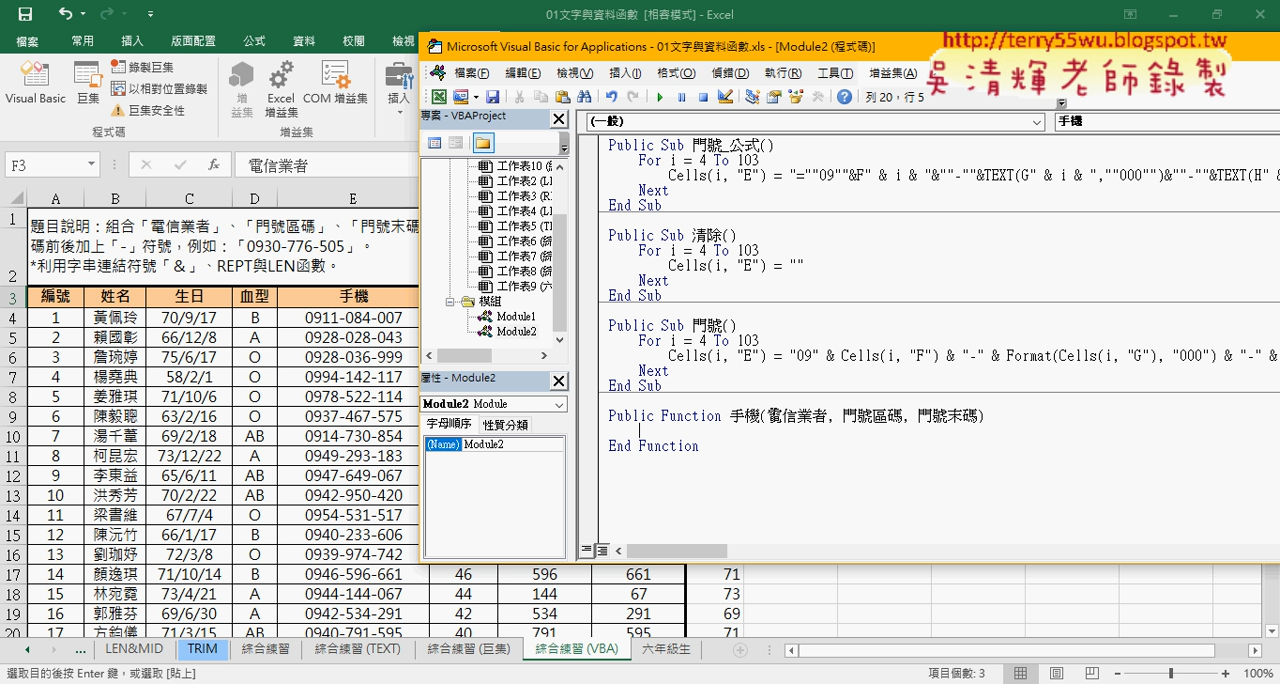 01文字與資料函數 [相容模式] - Excel
檔案 常用 插入 版面配置 公式 資料 校閱 檢視
Visual Basic 巨集 錄製巨集 以相對位置錄製 巨集安全性 增益集 Excel 增益集 COM 增益集 插入
程式碼 增益集
F3 fx 電信業者
A B C D E
1 題目說明：組合「電信業者」、「門號區碼」、「門號末碼
碼前後加上「-」符號，例如：「0930-776-505」。
2 *利用字串連結符號「&」、REPT與LEN函數。
3 編號 姓名 生日 血型 手機
4 1 黃佩玲 70/9/17 B 0911-084-007
5 2 賴國彰 66/12/8 A 0928-028-043
6 3 詹琬婷 75/6/17 O 0928-036-999
7 4 楊堯典 58/2/1 O 0994-142-117
8 5 姜雅琪 71/10/6 O 0978-522-114
9 6 陳毅聰 63/2/16 O 0937-467-575
10 7 湯千葦 69/2/18 AB 0914-730-854
11 8 柯昆宏 73/12/22 A 0949-293-183
12 9 李東益 65/6/11 AB 0947-649-067
13 10 洪秀芳 70/2/22 AB 0942-950-420
14 11 梁書維 67/7/4 O 0954-531-517
15 12 陳沅竹 66/1/17 B 0940-233-606
16 13 劉珈妤 72/3/8 O 0939-974-742
17 14 顏逸琪 71/10/14 B 0946-596-661 46 596 661 71
18 15 林宛霓 73/4/21 A 0944-144-067 44 144 67 73
19 16 郭雅芬 69/6/30 A 0942-534-291 42 534 291 69
20 17 方鈞儀 71/3/15 AB 0940-791-595 40 791 595 71
... LEN&MID TRIM 綜合練習 綜合練習 (TEXT) 綜合練習 (巨集) 綜合練習 (VBA) 六年級生
選取目的後按 Enter 鍵，或選取 [貼上] 項目個數: 3 100%
Microsoft Visual Basic for Applications - 01文字與資料函數.xls - [Module2 (程式碼)]
http://terry55wu.blogspot.tw
吳清輝老師錄製
檔案(F) 編輯(E) 檢視(V) 插入(I) 格式(O) 偵錯(D) 執行(R) 工具(T) 增益集(A)
列 20，行 5
專案 - VBAProject
工作表10
工作表2
工作表3
工作表4
工作表5
工作表6
工作表7
工作表8
工作表9
模組
Module1
Module2
屬性 - Module2
Module2 Module
字母順序 性質分類
(Name) Module2
(一般) 手機
Public Sub 門號_公式()
For i = 4 To 103
Cells(i, "E") = "=""09""&F" & i & "&""-""&TEXT(G" & i & ",""000"")&""-""&TEXT(H" &
Next
End Sub
Public Sub 清除()
For i = 4 To 103
Cells(i, "E") = ""
Next
End Sub
Public Sub 門號()
For i = 4 To 103
Cells(i, "E") = "09" & Cells(i, "F") & "-" & Format(Cells(i, "G"), "000") & "-" &
Next
End Sub
Public Function 手機(電信業者, 門號區碼, 門號末碼)
End Function